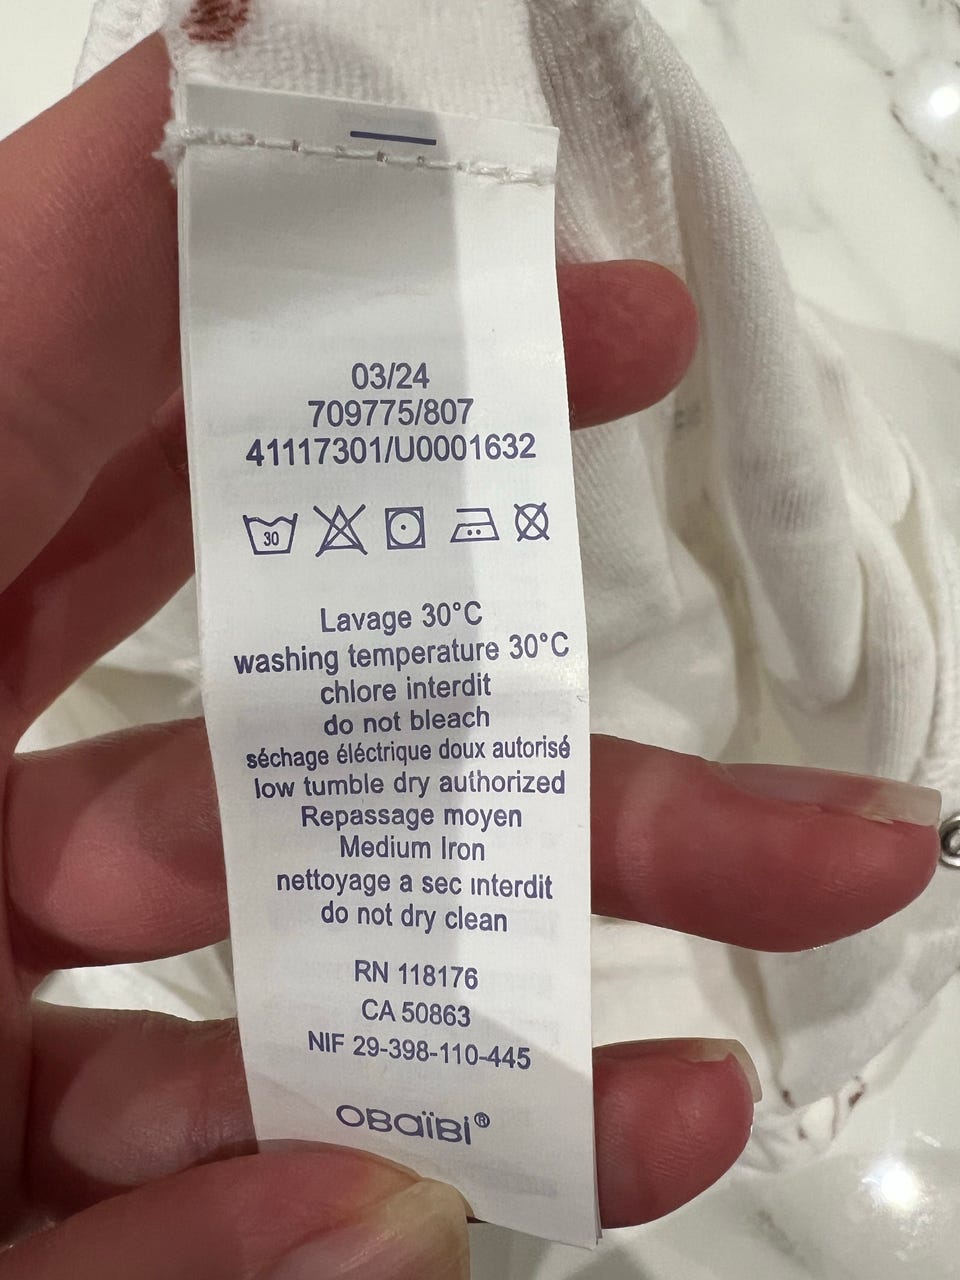 03/24
709775/807
41117301/U0001632
30
Lavage 30°C
washing temperature 30°C
chlore interdit
do not bleach
séchage éléctrique doux autorisé
low tumble dry authorized
Repassage moyen
Medium Iron
nettoyage a sec interdit
do not dry clean
RN 118176
CA 50863
NIF 29-398-110-445
OBaïBi®